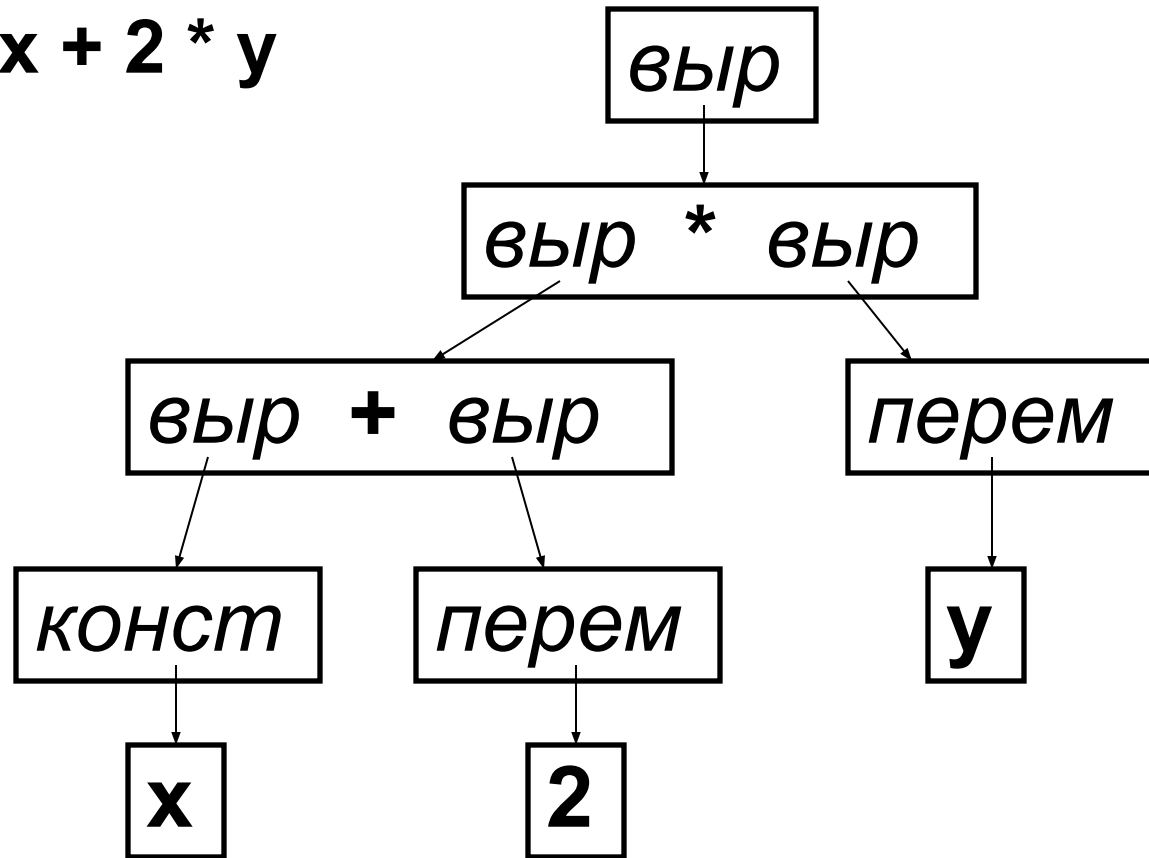 x + 2 * y
выр
выр * выр
выр + выр
перем
конст
перем
y
x
2